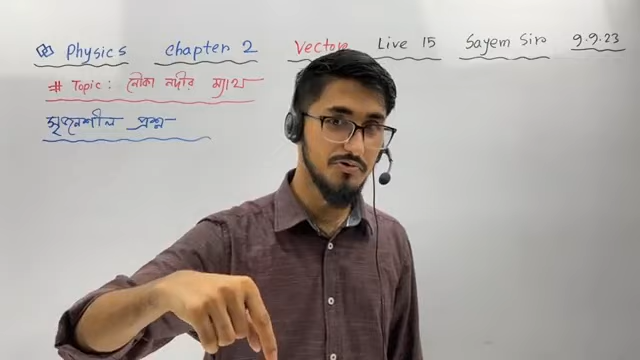 Physics chapter 2 Vector Live 15 Sayem Sir 9.9.23
# Topic: নৌকা নদীর ম্যাথ
সৃজনশীল প্রশ্ন